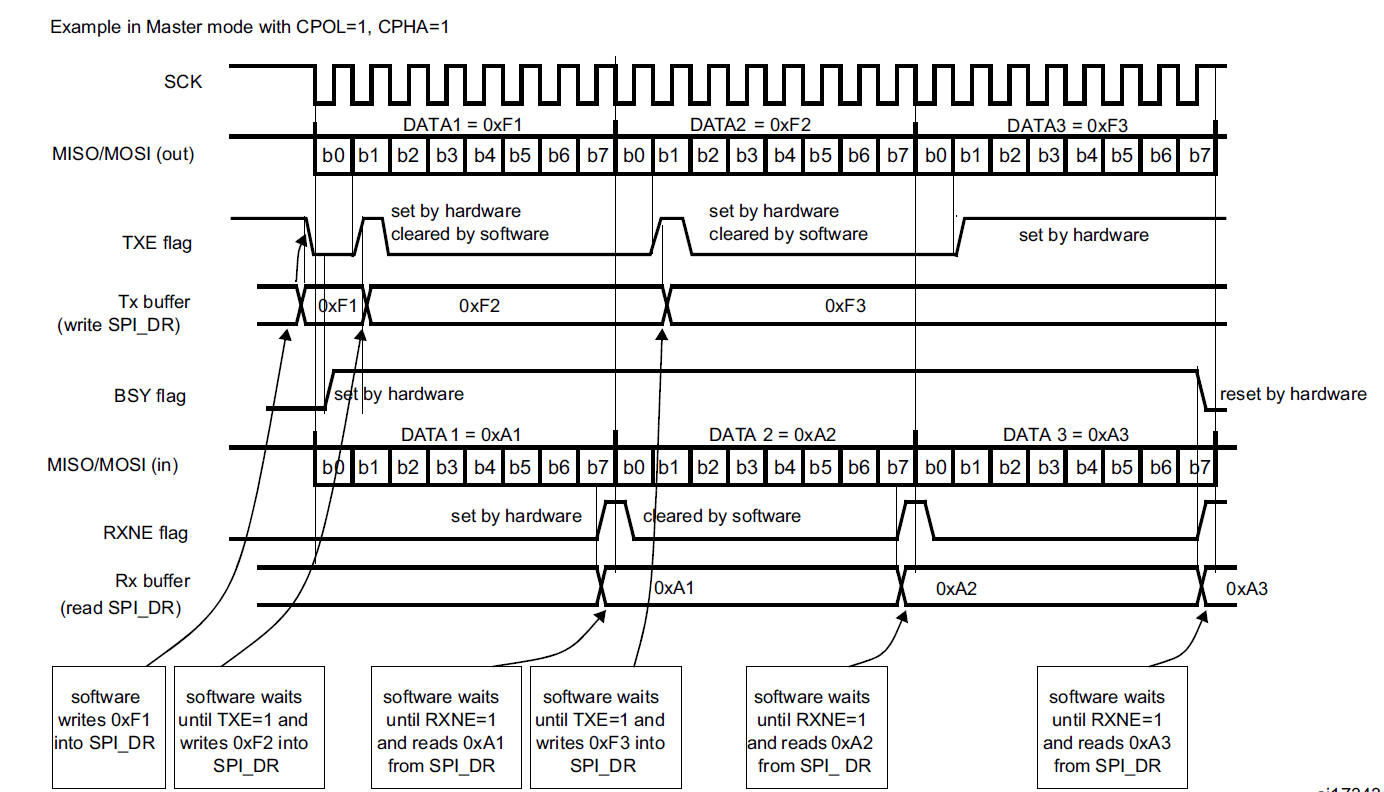 Example in Master mode with CPOL=1, CPHA=1
SCK
DATA1 = 0xF1
DATA2 = 0xF2
DATA3 = 0xF3
MISO/MOSI (out)
b0 b1 b2 b3 b4 b5 b6 b7 b0 b1 b2 b3 b4 b5 b6 b7 b0 b1 b2 b3 b4 b5 b6 b7
TXE flag
set by hardware
cleared by software
set by hardware
cleared by software
set by hardware
Tx buffer
(write SPI_DR)
0xF1
0xF2
0xF3
BSY flag
set by hardware
reset by hardware
DATA 1 = 0xA1
DATA 2 = 0xA2
DATA 3 = 0xA3
MISO/MOSI (in)
b0 b1 b2 b3 b4 b5 b6 b7 b0 b1 b2 b3 b4 b5 b6 b7 b0 b1 b2 b3 b4 b5 b6 b7
RXNE flag
set by hardware
cleared by software
Rx buffer
(read SPI_DR)
0xA1
0xA2
0xA3
software
writes 0xF1
into SPI_DR
software waits
until TXE=1 and
writes 0xF2 into
SPI_DR
software waits
until RXNE=1
and reads 0xA1
from SPI_DR
software waits
until TXE=1 and
writes 0xF3 into
SPI_DR
software waits
until RXNE=1
and reads 0xA2
from SPI_ DR
software waits
until RXNE=1
and reads 0xA3
from SPI_DR